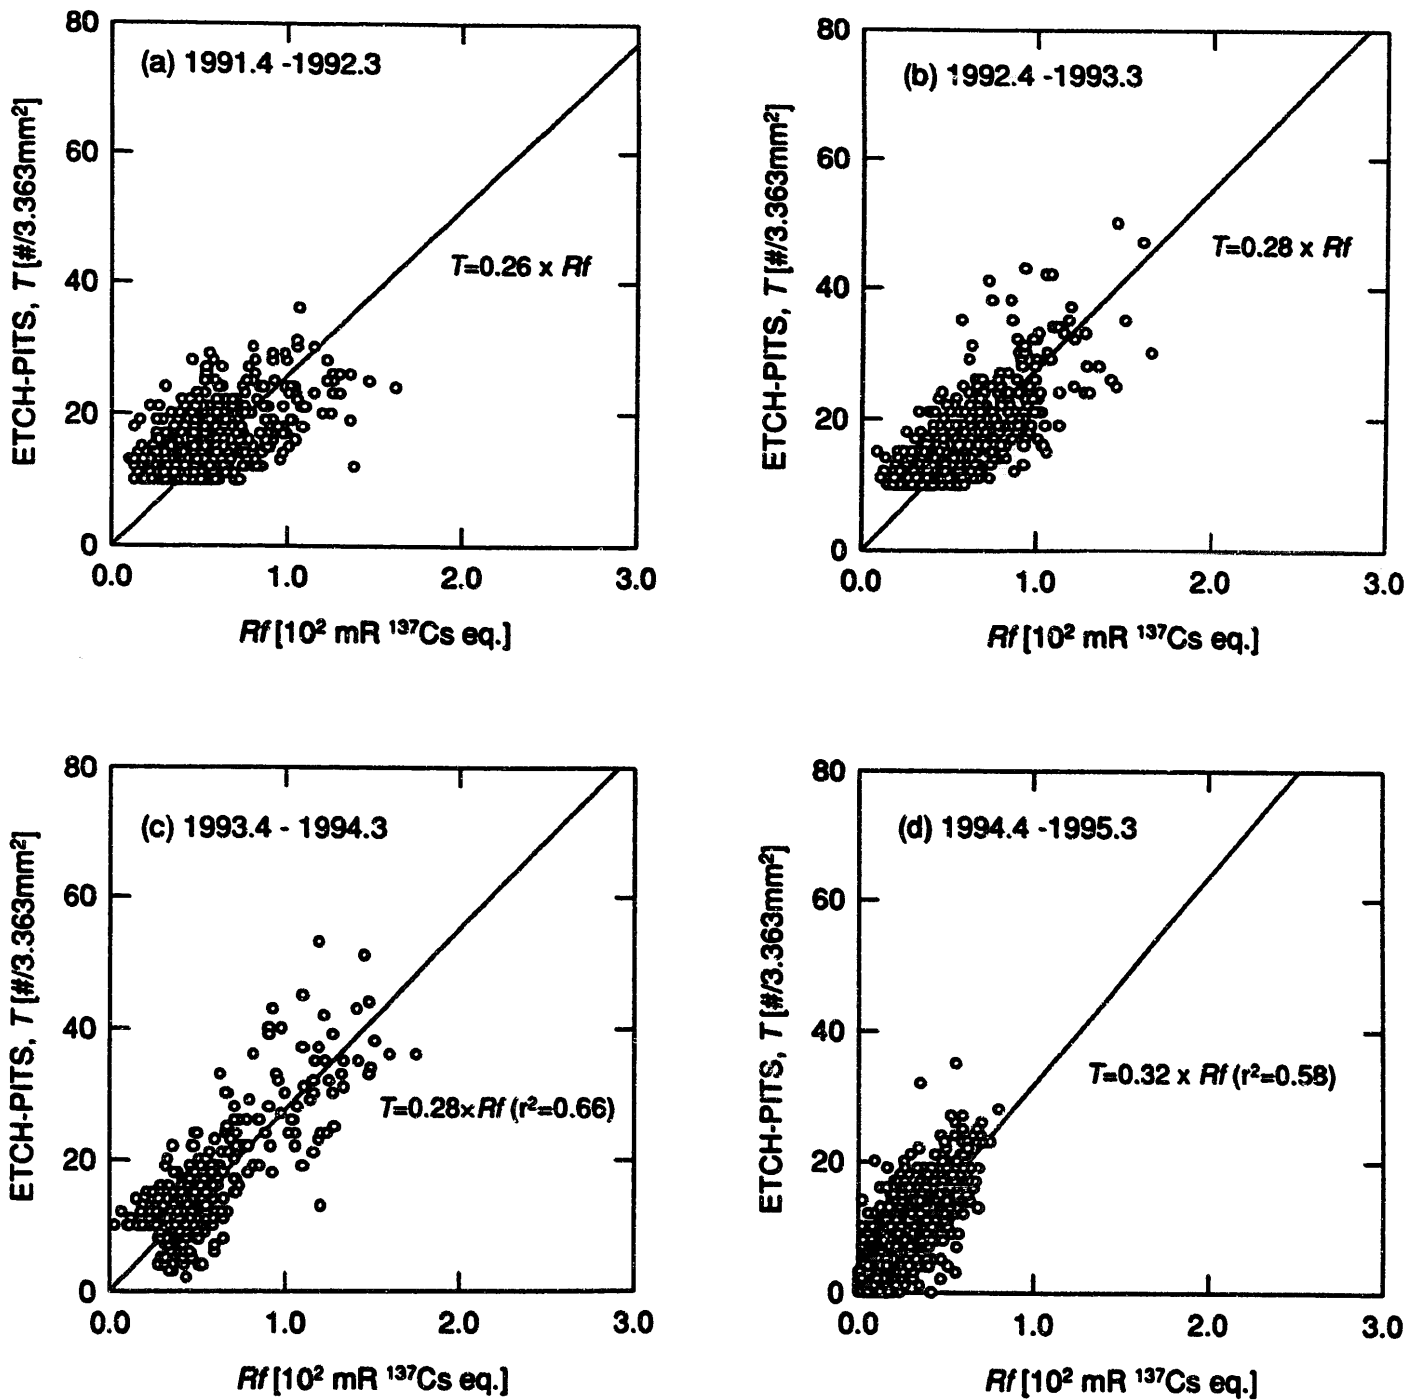 80
60
40
20
0
ETCH-PITS, T [#/3.363mm²]
(a) 1991.4 -1992.3
T=0.26 x Rf
0.0 1.0 2.0 3.0
Rf [10² mR ¹³⁷Cs eq.]
80
60
40
20
0
ETCH-PITS, T [#/3.363mm²]
(b) 1992.4 -1993.3
T=0.28 x Rf
0.0 1.0 2.0 3.0
Rf [10² mR ¹³⁷Cs eq.]
80
60
40
20
0
ETCH-PITS, T [#/3.363mm²]
(c) 1993.4 - 1994.3
T=0.28×Rf (r²=0.66)
0.0 1.0 2.0 3.0
Rf [10² mR ¹³⁷Cs eq.]
80
60
40
20
0
ETCH-PITS, T [#/3.363mm²]
(d) 1994.4 -1995.3
T=0.32 x Rf (r²=0.58)
0.0 1.0 2.0 3.0
Rf [10² mR ¹³⁷Cs eq.]